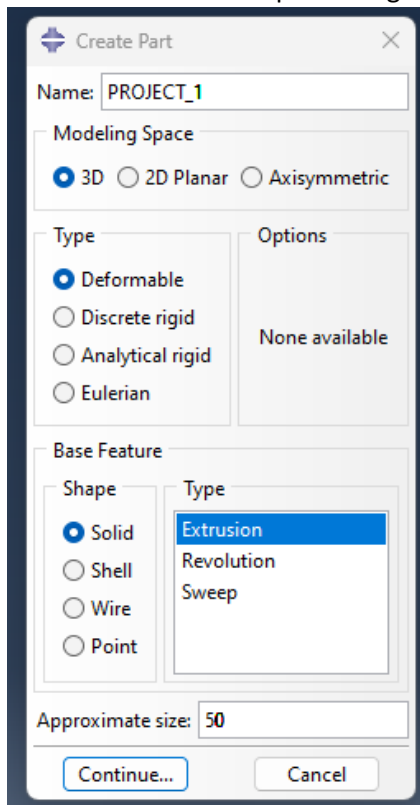 Create Part
Name: PROJECT_1
Modeling Space
3D 2D Planar Axisymmetric
Type
Options
Deformable
Discrete rigid
Analytical rigid
Eulerian
None available
Base Feature
Shape
Type
Solid
Shell
Wire
Point
Extrusion
Revolution
Sweep
Approximate size: 50
Continue... Cancel